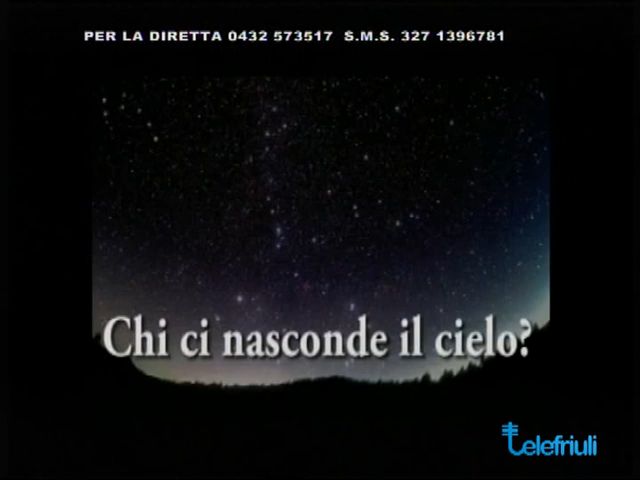 PER LA DIRETTA 0432 573517 S.M.S. 327 1396781
Chi ci nasconde il cielo?
telefriuli